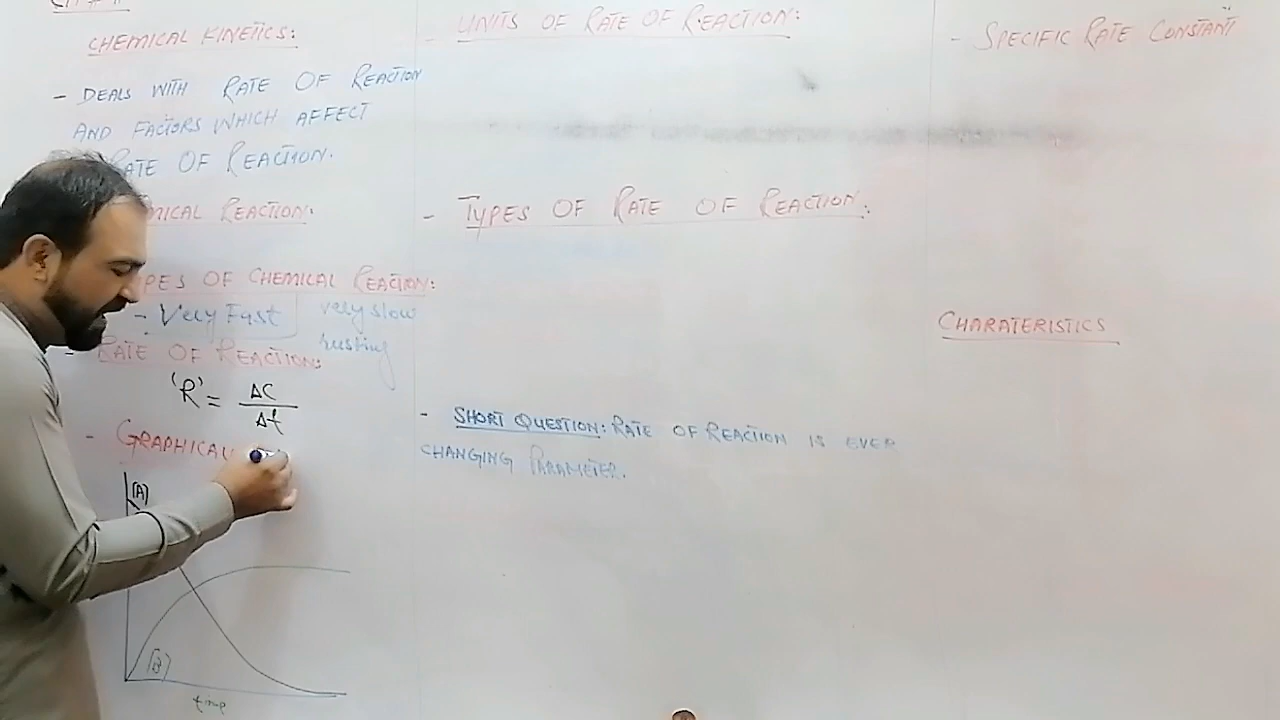 CHEMICAL KINETICS:
- DEALS WITH RATE OF REACTION
AND FACTORS WHICH AFFECT
RATE OF REACTION.
MICAL REACTION:
PES OF CHEMICAL REACTION:
- Very Fast
very slow
rusting
- RATE OF REACTION:
'R' = ΔC
Δt
- GRAPHICAL
[A]
[B]
time
- UNITS OF RATE OF REACTION:
- TYPES OF RATE OF REACTION:
- SHORT QUESTION: RATE OF REACTION IS EVER
CHANGING PARAMETER.
- SPECIFIC RATE CONSTANT
CHARATERISTICS